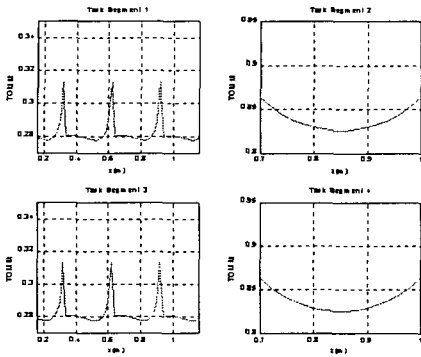 Task Segment 1
Task Segment 2
0.34
0.32
0.3
0.28
0.2 0.4 0.6 0.8 1
x(m)
0.95
0.9
0.85
0.8
0.7 0.8 0.9 1
x(m)
Task Segment 3
Task Segment 4
0.34
0.32
0.3
0.28
0.2 0.4 0.6 0.8 1
x(m)
0.95
0.9
0.85
0.8
0.7 0.8 0.9 1
x(m)